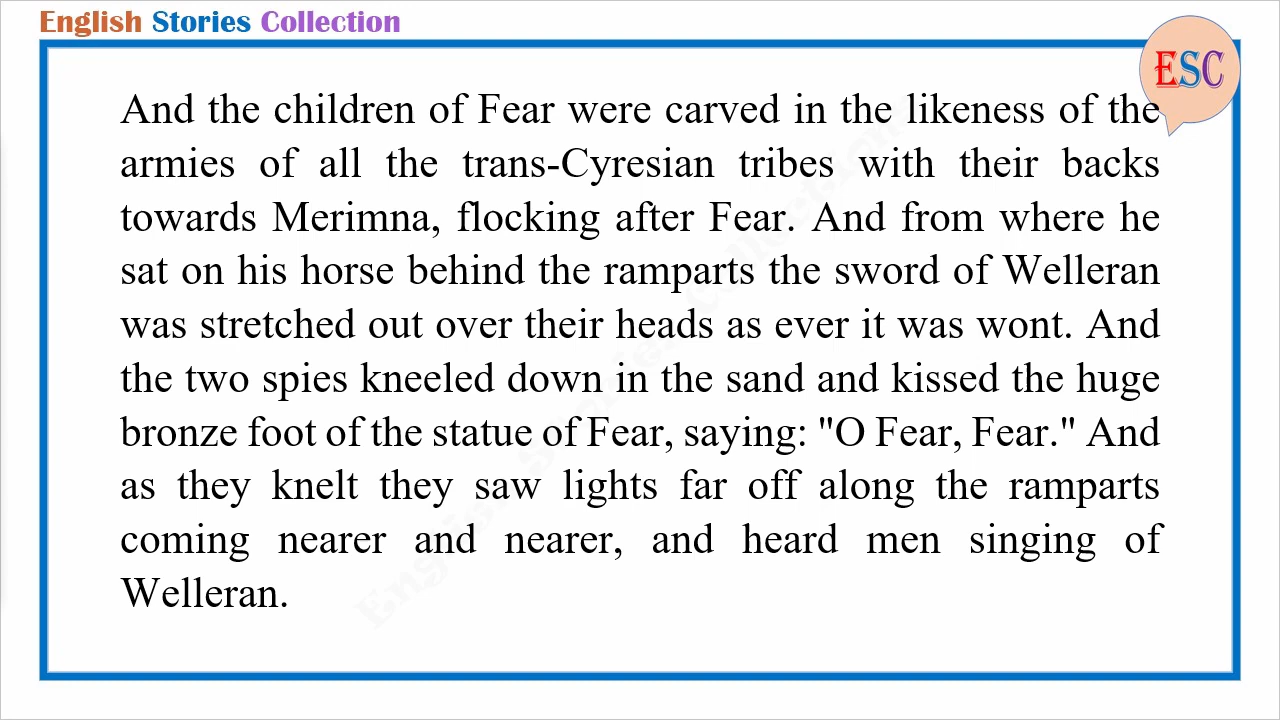 English Stories Collection
ESC
And the children of Fear were carved in the likeness of the
armies of all the trans-Cyresian tribes with their backs
towards Merimna, flocking after Fear. And from where he
sat on his horse behind the ramparts the sword of Welleran
was stretched out over their heads as ever it was wont. And
the two spies kneeled down in the sand and kissed the huge
bronze foot of the statue of Fear, saying: "O Fear, Fear." And
as they knelt they saw lights far off along the ramparts
coming nearer and nearer, and heard men singing of
Welleran.
English Stories Collection